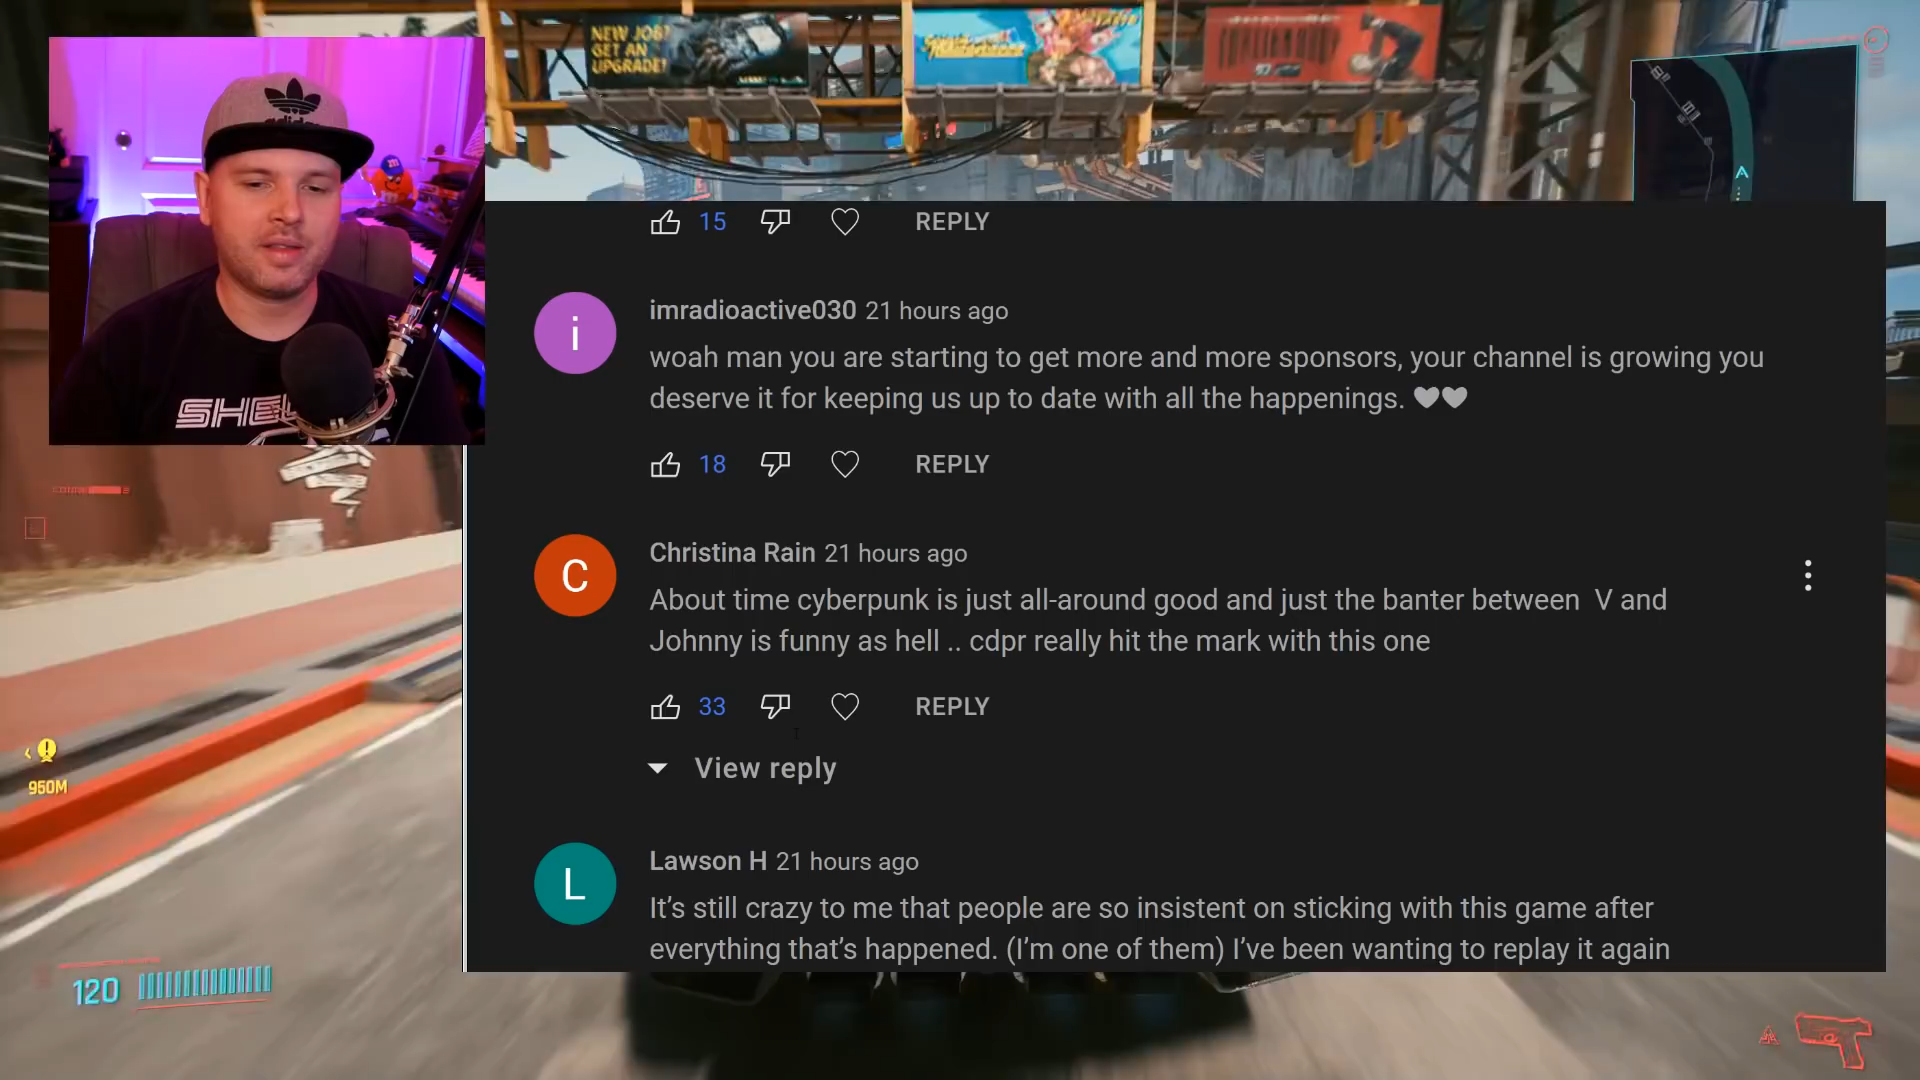 NEW JOB?
GET AN
UPGRADE!
15
REPLY
imradioactive030 21 hours ago
woah man you are starting to get more and more sponsors, your channel is growing you
deserve it for keeping us up to date with all the happenings. 🖤🖤
18
REPLY
Christina Rain 21 hours ago
About time cyberpunk is just all-around good and just the banter between V and
Johnny is funny as hell .. cdpr really hit the mark with this one
33
REPLY
View reply
Lawson H 21 hours ago
It’s still crazy to me that people are so insistent on sticking with this game after
everything that’s happened. (I’m one of them) I’ve been wanting to replay it again
i
C
L
950M
120